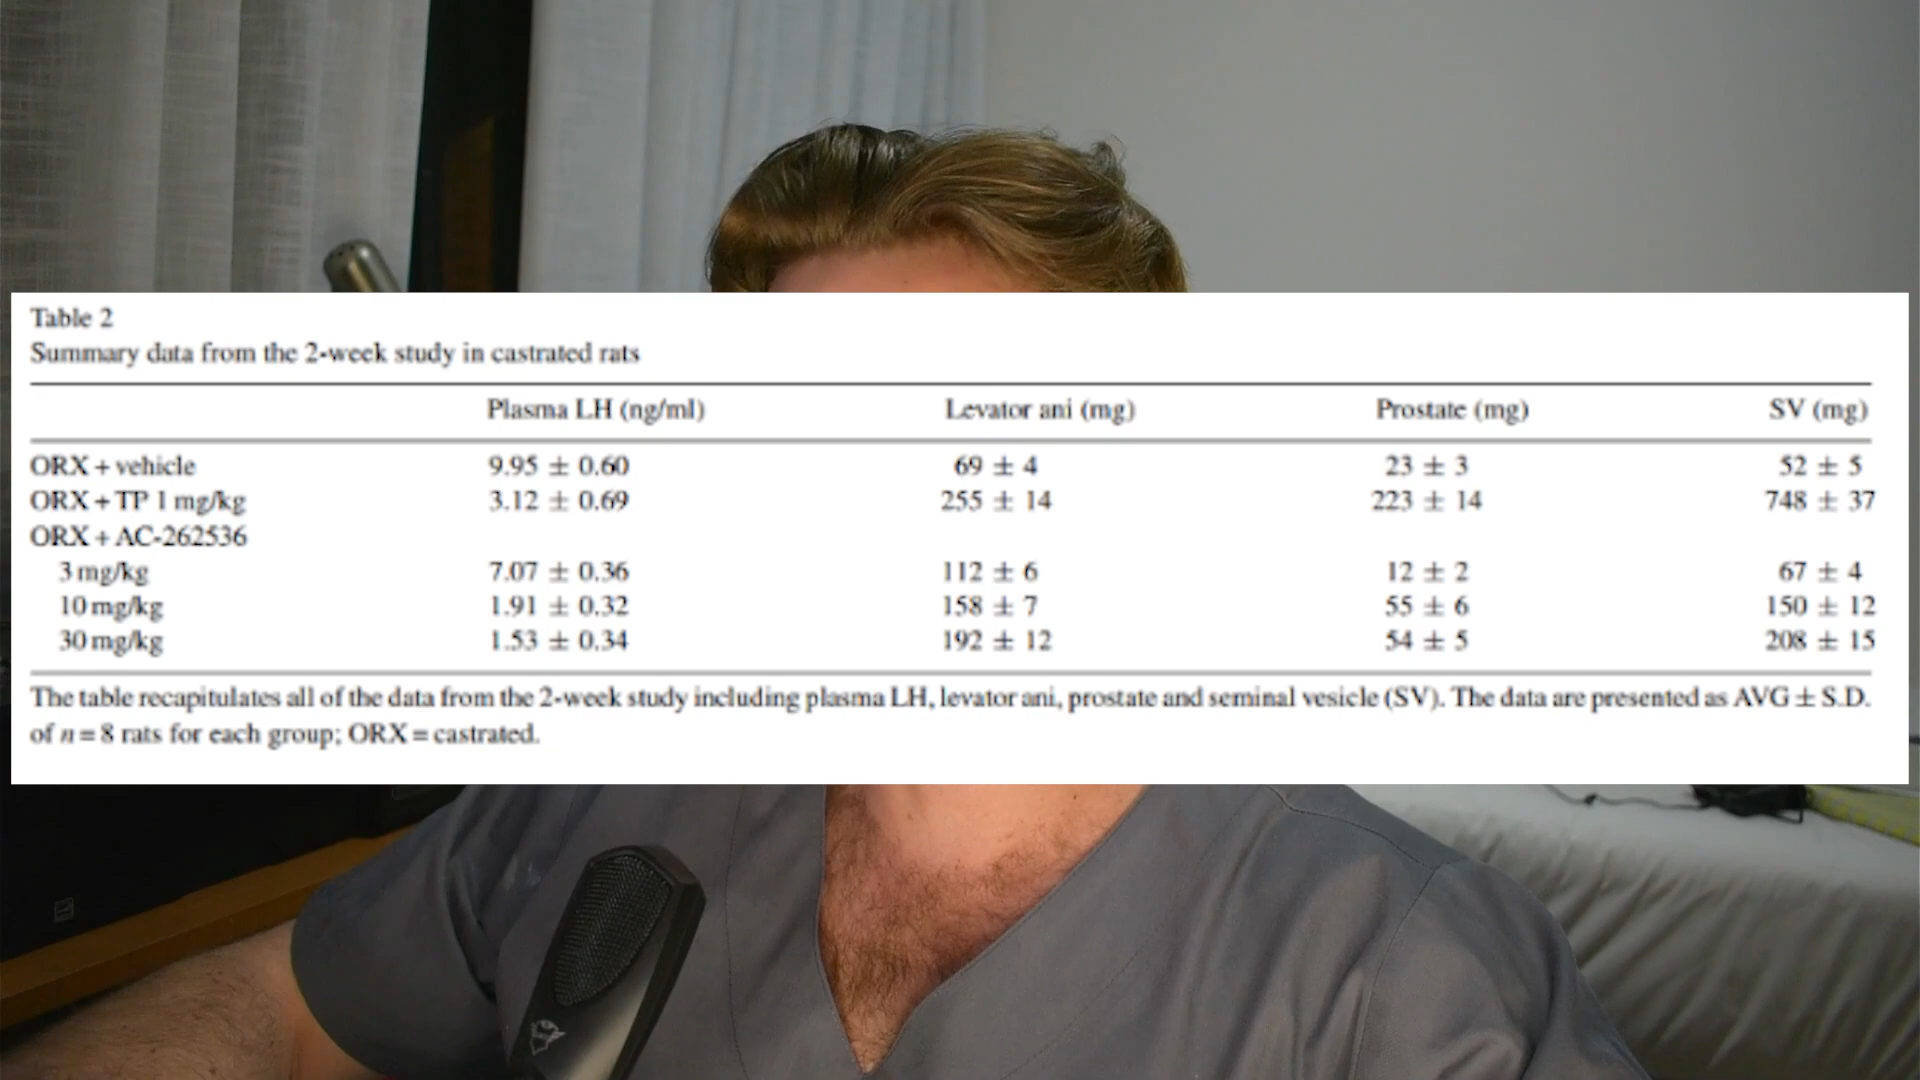 Table 2
Summary data from the 2-week study in castrated rats
Plasma LH (ng/ml) Levator ani (mg) Prostate (mg) SV (mg)
ORX + vehicle 9.95 ± 0.60 69 ± 4 23 ± 3 52 ± 5
ORX + TP 1 mg/kg 3.12 ± 0.69 255 ± 14 223 ± 14 748 ± 37
ORX + AC-262536
3 mg/kg 7.07 ± 0.36 112 ± 6 12 ± 2 67 ± 4
10 mg/kg 1.91 ± 0.32 158 ± 7 55 ± 6 150 ± 12
30 mg/kg 1.53 ± 0.34 192 ± 12 54 ± 5 208 ± 15
The table recapitulates all of the data from the 2-week study including plasma LH, levator ani, prostate and seminal vesicle (SV). The data are presented as AVG ± S.D.
of n = 8 rats for each group; ORX = castrated.